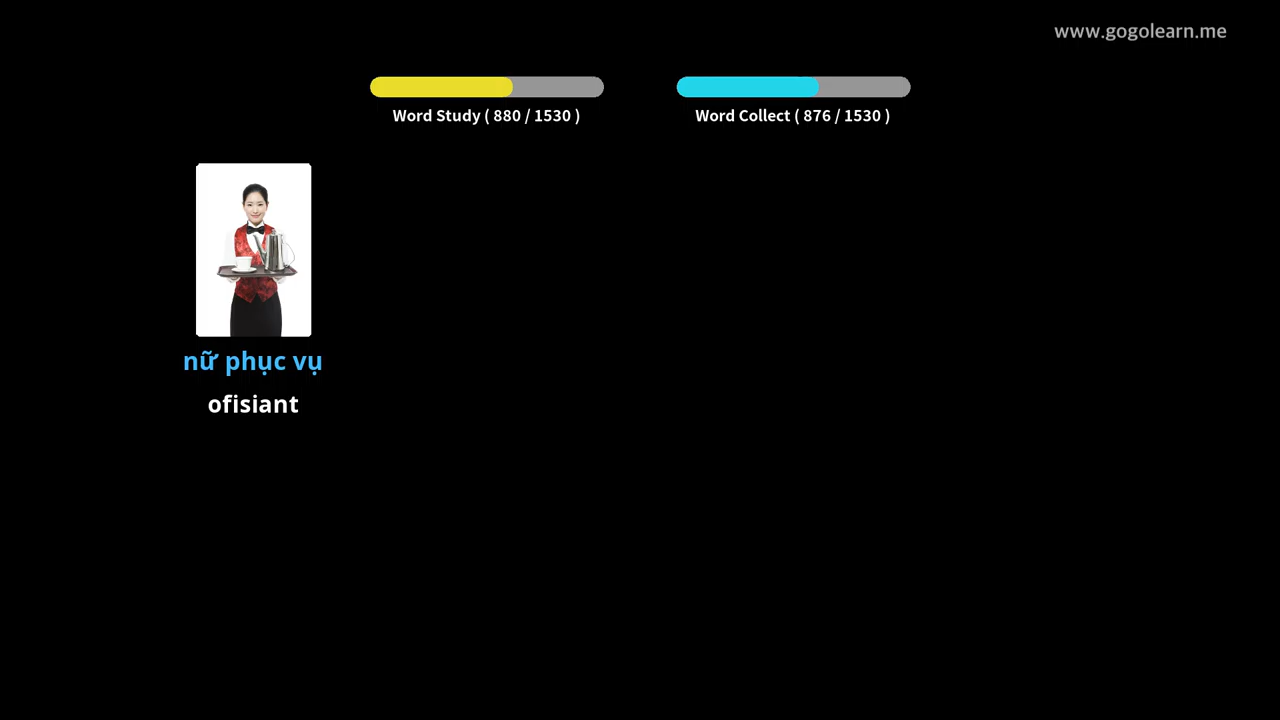 www.gogolearn.me
Word Study ( 880 / 1530 )
Word Collect ( 876 / 1530 )
nữ phục vụ
ofisiant